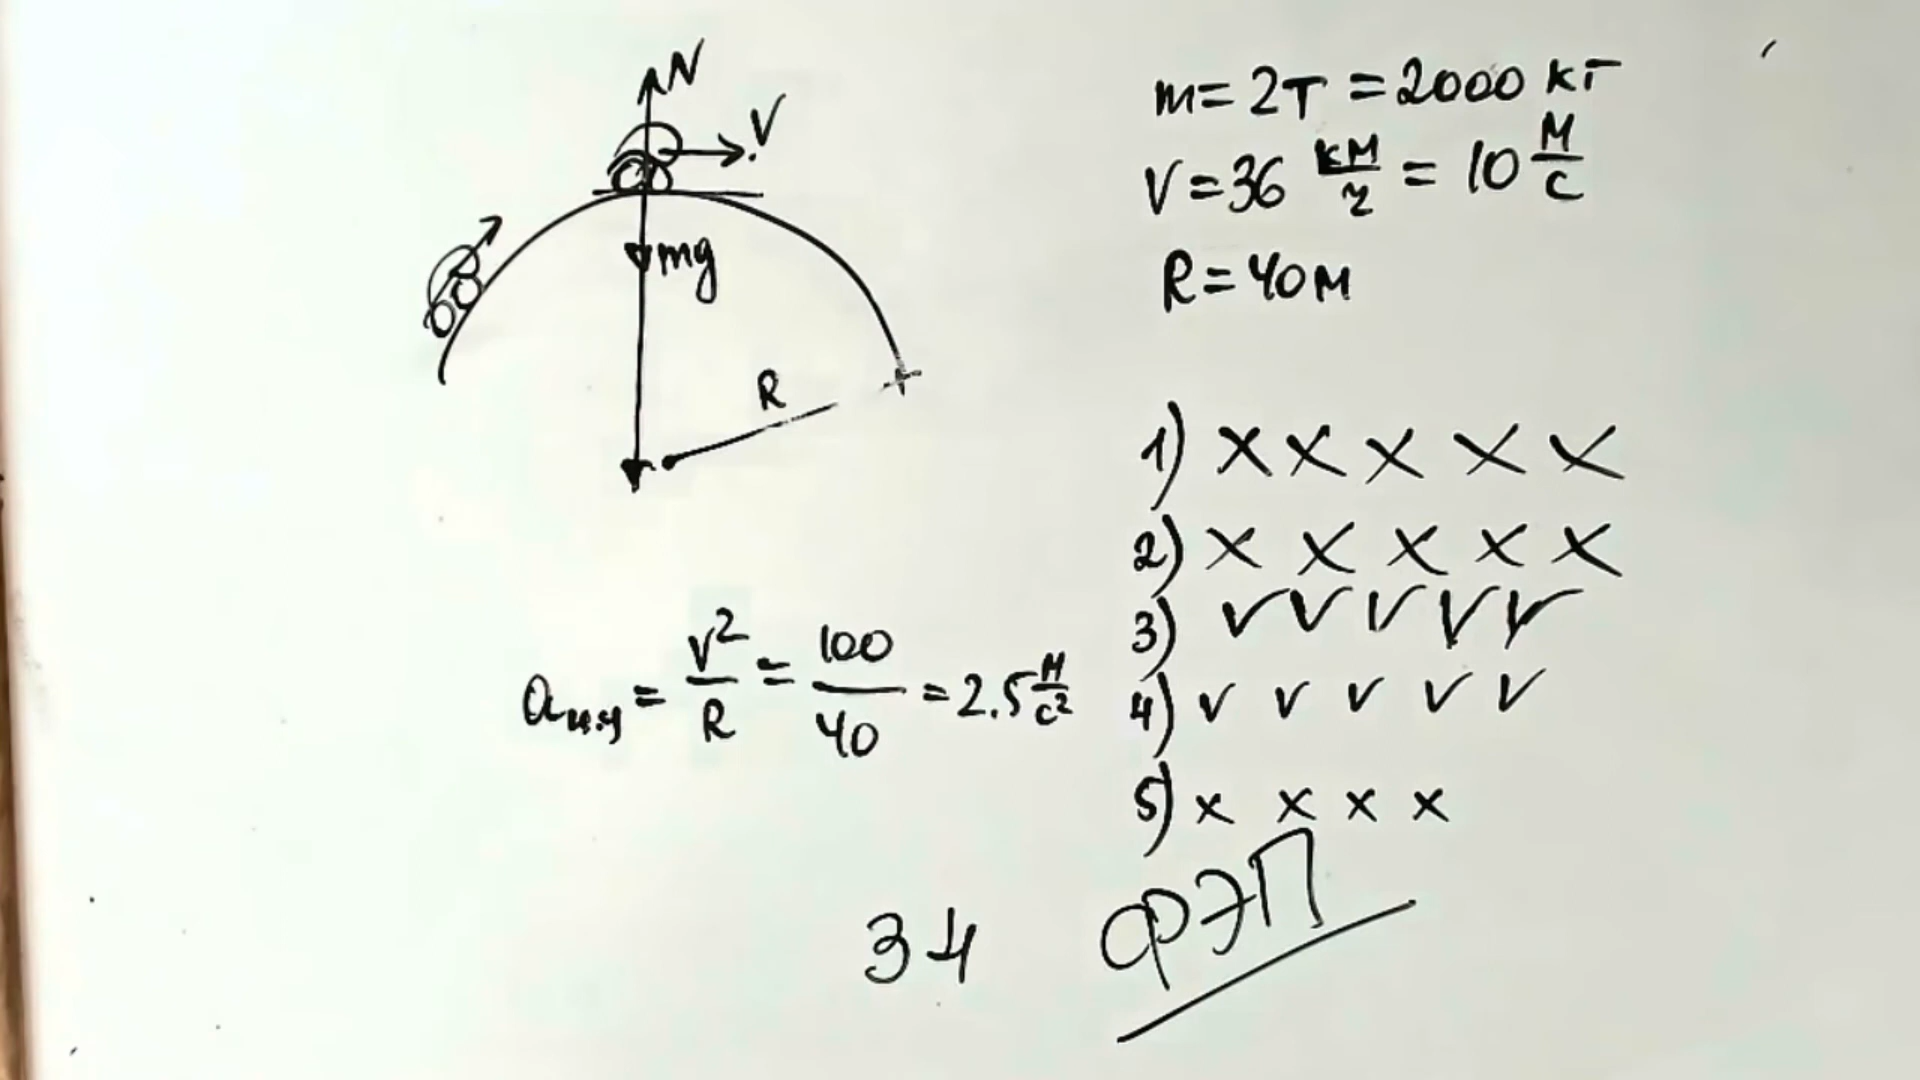 N
V
mg
R
m = 2т = 2000 кг
V = 36 км/ч = 10 м/с
R = 40м
aц.у = V²/R = 100/40 = 2.5 м/с²
1) x x x x x
2) x x x x x
3) v v v v v
4) v v v v v
5) x x x x
34
ФЭП